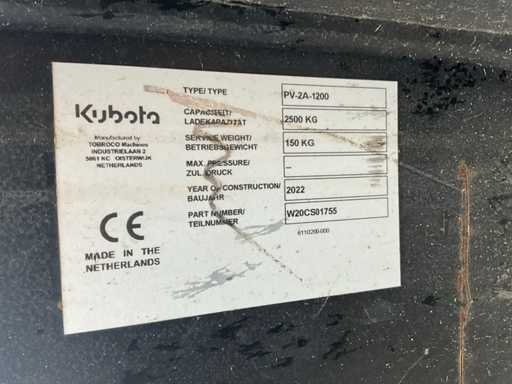 Kubota
Manufactured by
TOBROCO Machines
INDUSTRIELAAN 2
5061 KC OISTERWIJK
NETHERLANDS
CE
MADE IN THE
NETHERLANDS
TYPE/ TYPE PV-2A-1200
CAPACITEIT/
LADEKAPAZITÄT 2500 KG
SERVICE WEIGHT/
BETRIEBSGEWICHT 150 KG
MAX. PRESSURE/
ZUL. DRUCK –
YEAR OF CONSTRUCTION/
BAUJAHR 2022
PART NUMBER/
TEILNUMMER W20CS01755
6110200-000